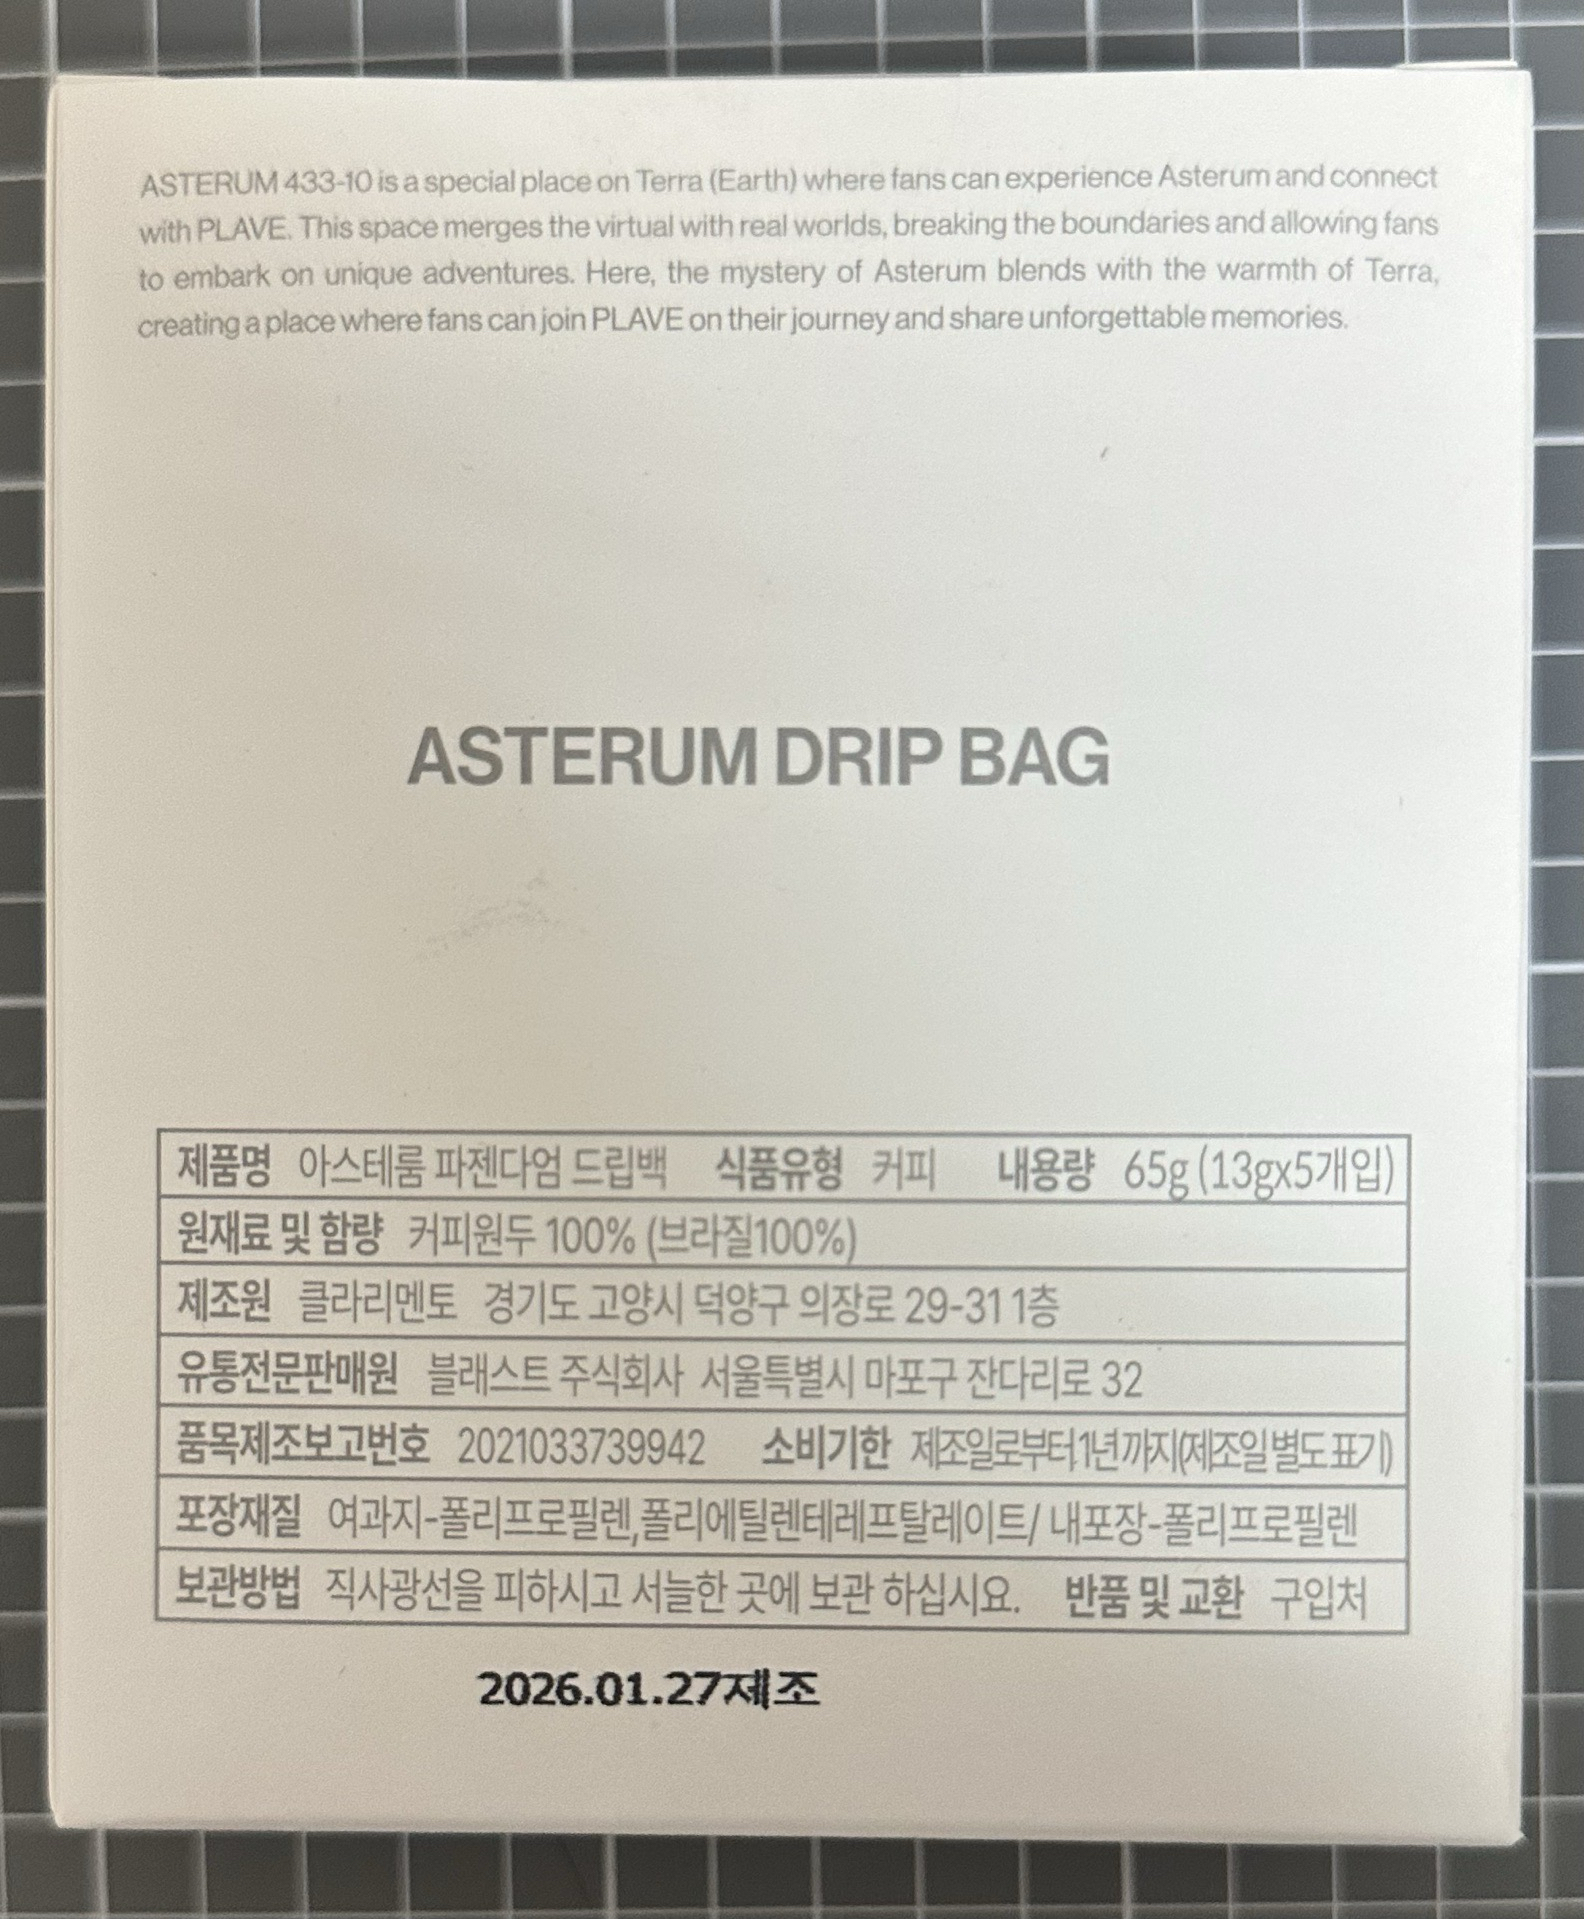 ASTERUM 433-10 is a special place on Terra (Earth) where fans can experience Asterum and connect
with PLAVE. This space merges the virtual with real worlds, breaking the boundaries and allowing fans
to embark on unique adventures. Here, the mystery of Asterum blends with the warmth of Terra,
creating a place where fans can join PLAVE on their journey and share unforgettable memories.
ASTERUM DRIP BAG
제품명 아스테룸 파젠다엄 드립백 식품유형 커피 내용량 65g (13gx5개입)
원재료 및 함량 커피원두 100% (브라질100%)
제조원 클라리멘토 경기도 고양시 덕양구 의장로 29-31 1층
유통전문판매원 블래스트 주식회사 서울특별시 마포구 잔다리로 32
품목제조보고번호 2021033739942 소비기한 제조일로부터 1년 까지(제조일 별도 표기)
포장재질 여과지-폴리프로필렌,폴리에틸렌테레프탈레이트/ 내포장-폴리프로필렌
보관방법 직사광선을 피하시고 서늘한 곳에 보관 하십시요. 반품 및 교환 구입처
2026.01.27제조